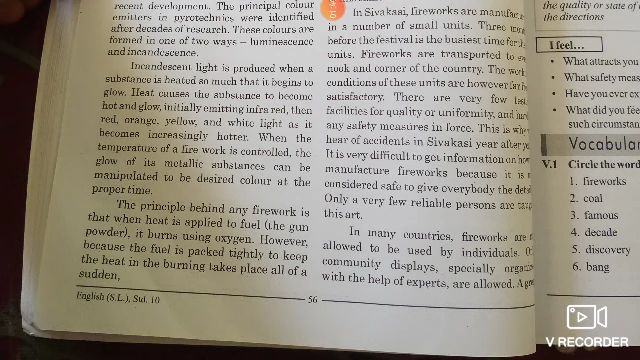 recent development. The principal colour
emitters in pyrotechnics were identified
after decades of research. These colours are
formed in one of two ways – luminescence
and incandescence.
Incandescent light is produced when a
substance is heated so much that it begins to
glow. Heat causes the substance to become
hot and glow, initially emitting infra red, then
red, orange, yellow, and white light as it
becomes increasingly hotter. When the
temperature of a fire work is controlled, the
glow of its metallic substances can be
manipulated to be desired colour at the
proper time.
The principle behind any firework is
that when heat is applied to fuel (the gun
powder), it burns using oxygen. However,
because the fuel is packed tightly to keep
the heat in the burning takes place all of a
sudden,
English (S.L.), Std. 10
56
In Sivakasi, fireworks are
in a number of small units. Three
before the festival is the busiest time for
units. Fireworks are transpurted to
nook and corner of the country. The
conditions of these units are however far
satisfactory. There are very few
facilities for quality or uniformity, and
any safety measures in force. This is
hear of accidents in Sivakasi year after
It is very difficult to get information on
manufacture fireworks because it is
considered safe to give everybody the
Only a very few reliable persons are
this art.
In many countries, fireworks are
allowed to be used by individuals.
community displays, specially
with the help of experts, are allowed. A
the quality or state of
the directions
I feel...
• What attracts you
• What safety
• Have you ever
• What did you
such
V.1 Circle the
1. fireworks
2. coal
3. famous
4. decade
5. discovery
6. bang
V RECORDER